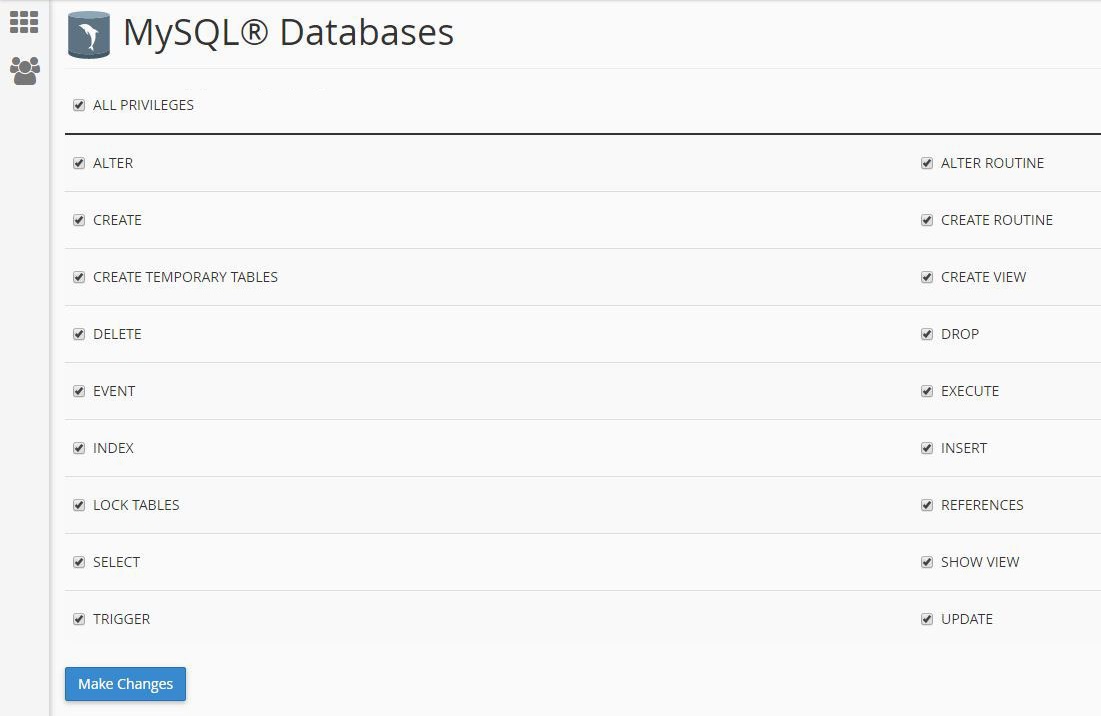 MySQL® Databases
ALL PRIVILEGES
ALTER
ALTER ROUTINE
CREATE
CREATE ROUTINE
CREATE TEMPORARY TABLES
CREATE VIEW
DELETE
DROP
EVENT
EXECUTE
INDEX
INSERT
LOCK TABLES
REFERENCES
SELECT
SHOW VIEW
TRIGGER
UPDATE
Make Changes